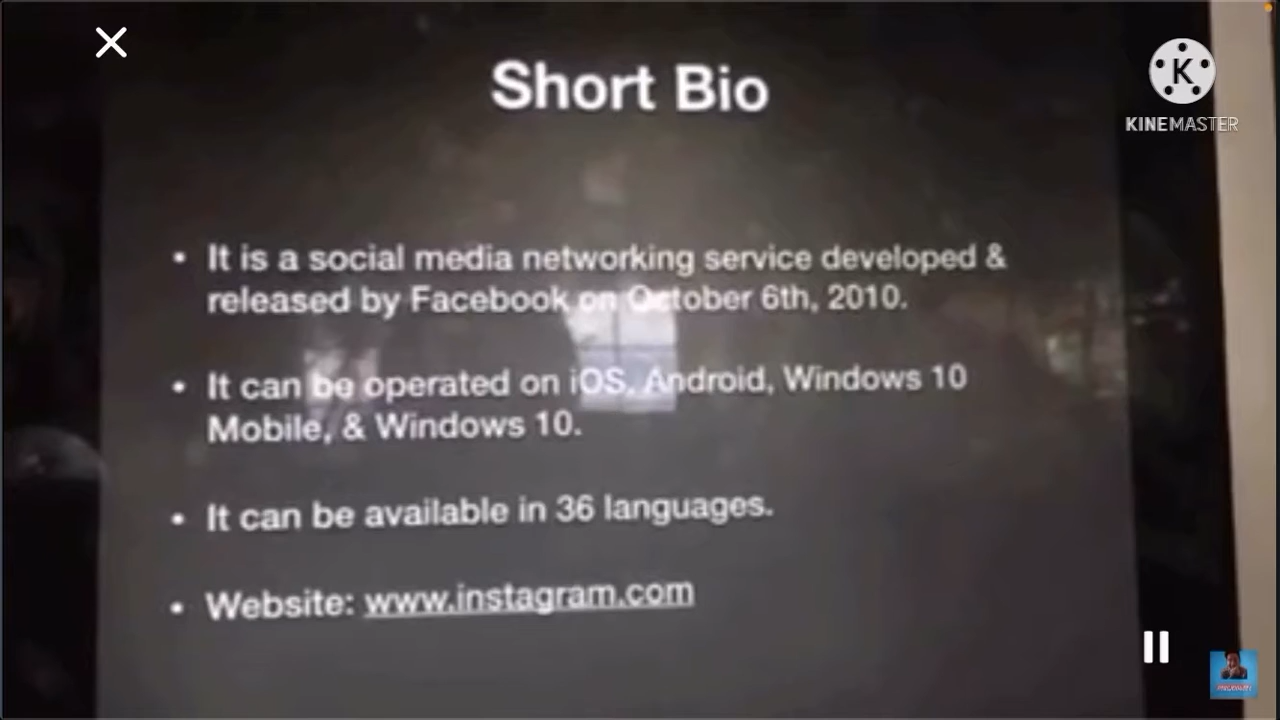 KINEMASTER
Short Bio
• It is a social media networking service developed &
released by Facebook on October 6th, 2010.
• It can be operated on iOS, Android, Windows 10
Mobile, & Windows 10.
• It can be available in 36 languages.
• Website: www.instagram.com